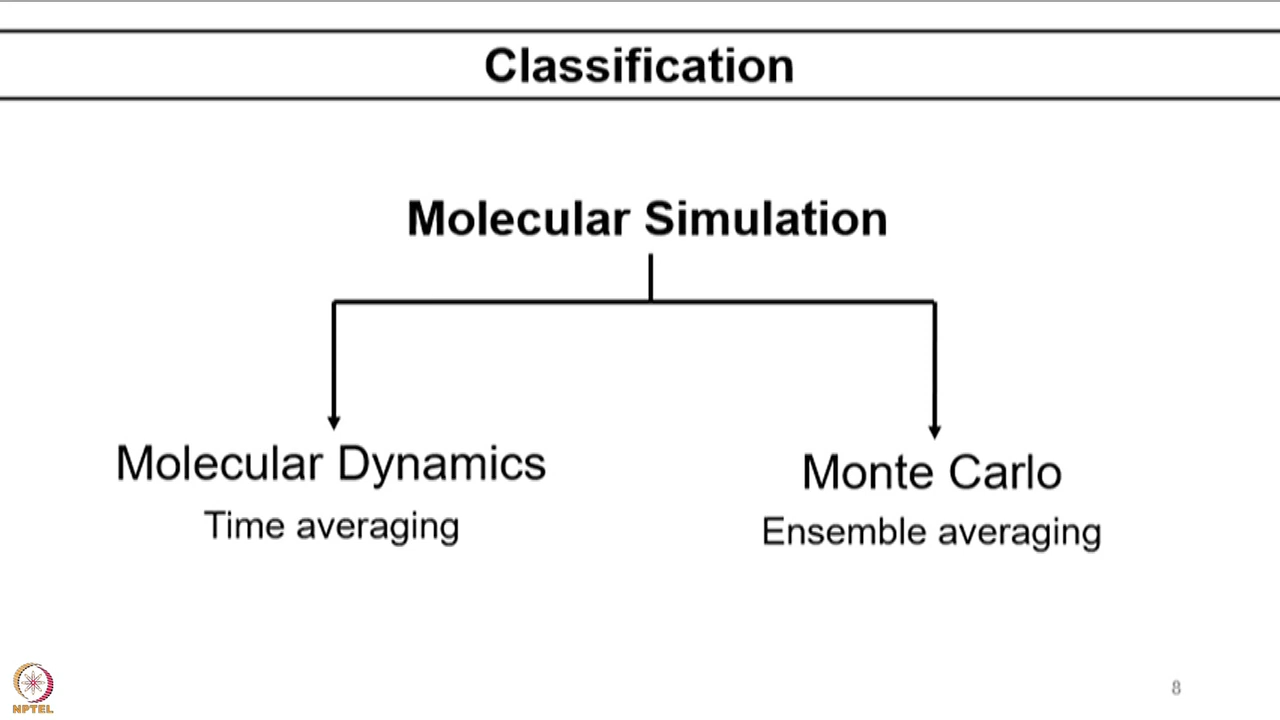 Classification
Molecular Simulation
Molecular Dynamics
Time averaging
Monte Carlo
Ensemble averaging
NPTEL
8